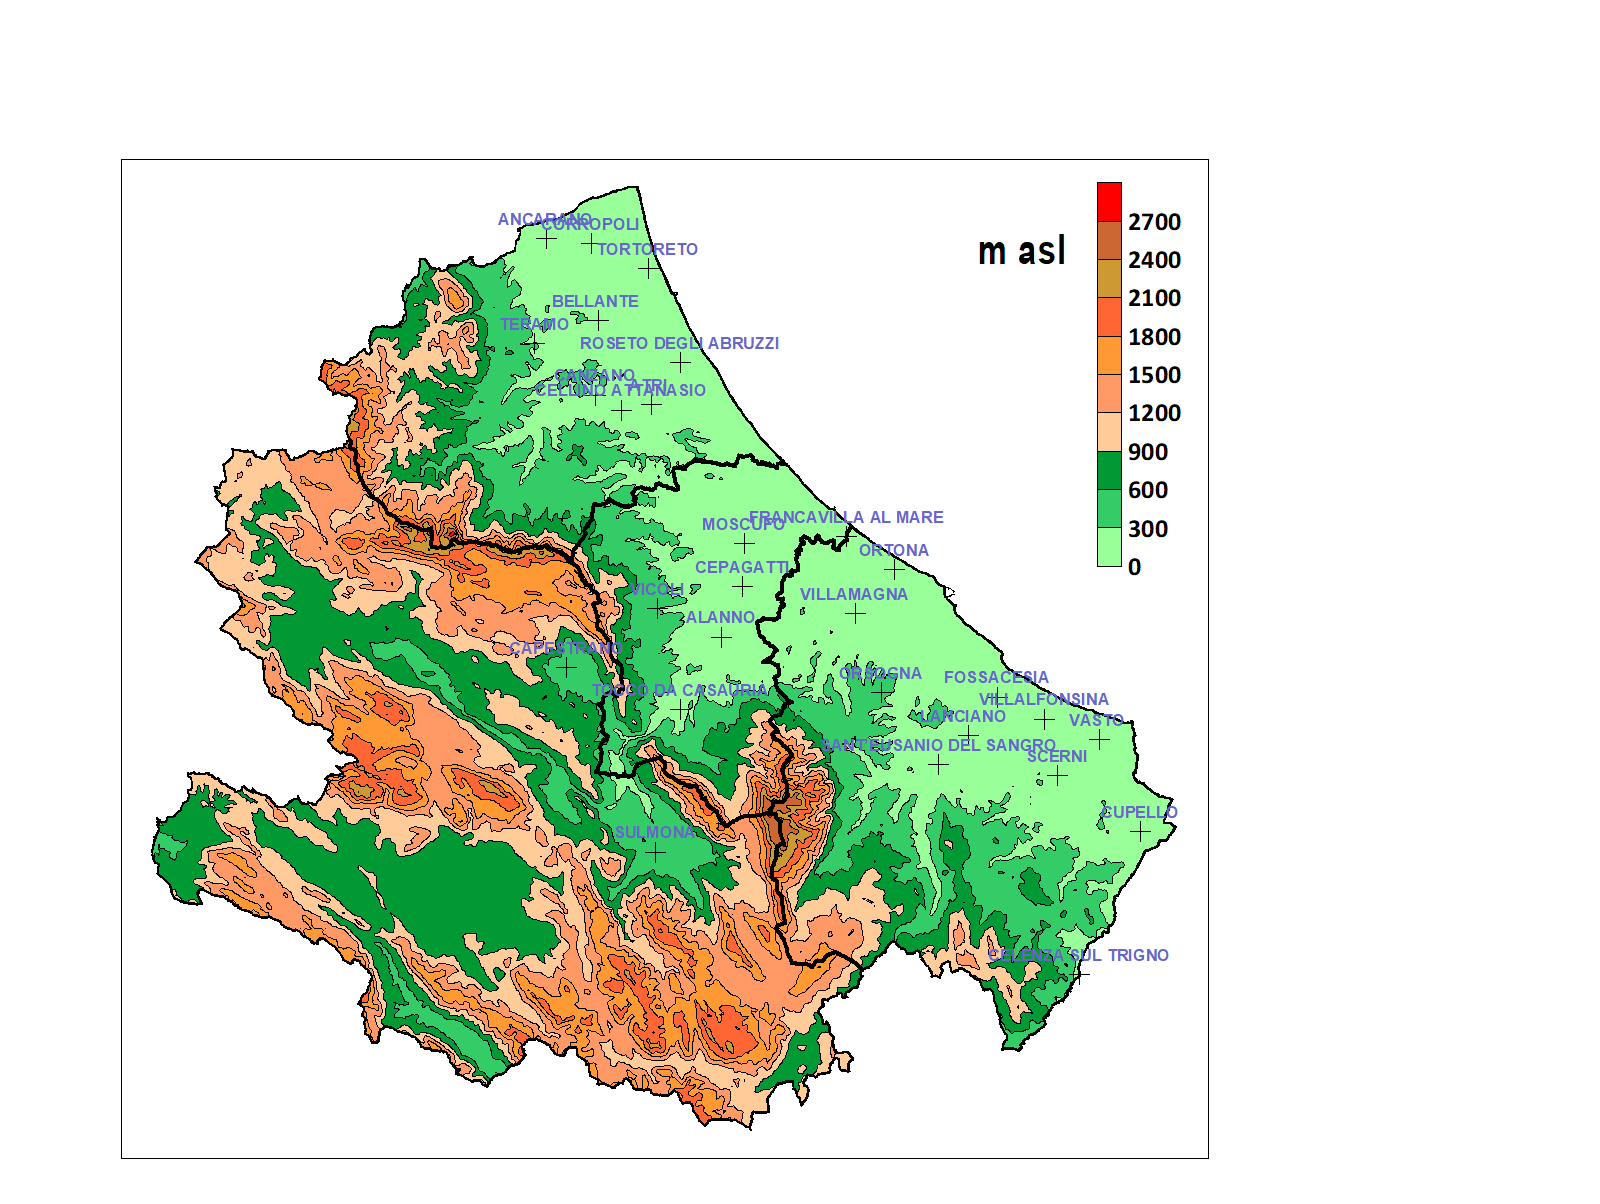 ANCARANO
CORROPOLI
2700
m asl
TORTORETO
2400
2100
BELLANTE
TERAMO
1800
ROSETO DEGLI ABRUZZI
1500
CANZANO
ATRI
CELLINO ATTANASIO
1200
900
600
FRANCAVILLA AL MARE
MOSCUFO
300
ORTONA
CEPAGATTI
0
VICOLI
VILLAMAGNA
ALANNO
CAPESTRANO
ORSOGNA
FOSSACESIA
TOCCO DA CASAURIA
VILLALFONSINA
LANCIANO
VASTO
SANT'EUSANIO DEL SANGRO
SCERNI
CUPELLO
SULMONA
CELENZA SUL TRIGNO